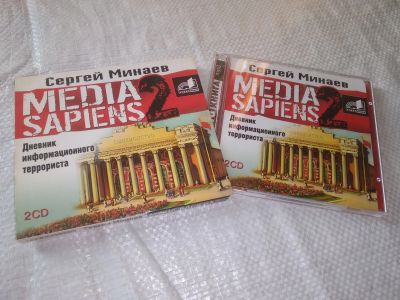 Сергей Минаев
MEDIA
SAPIENS 2
Дневник
информационного
террориста
2CD
Сергей Минаев
MEDIA
SAPIENS 2
Дневник
информационного
террориста
2CD